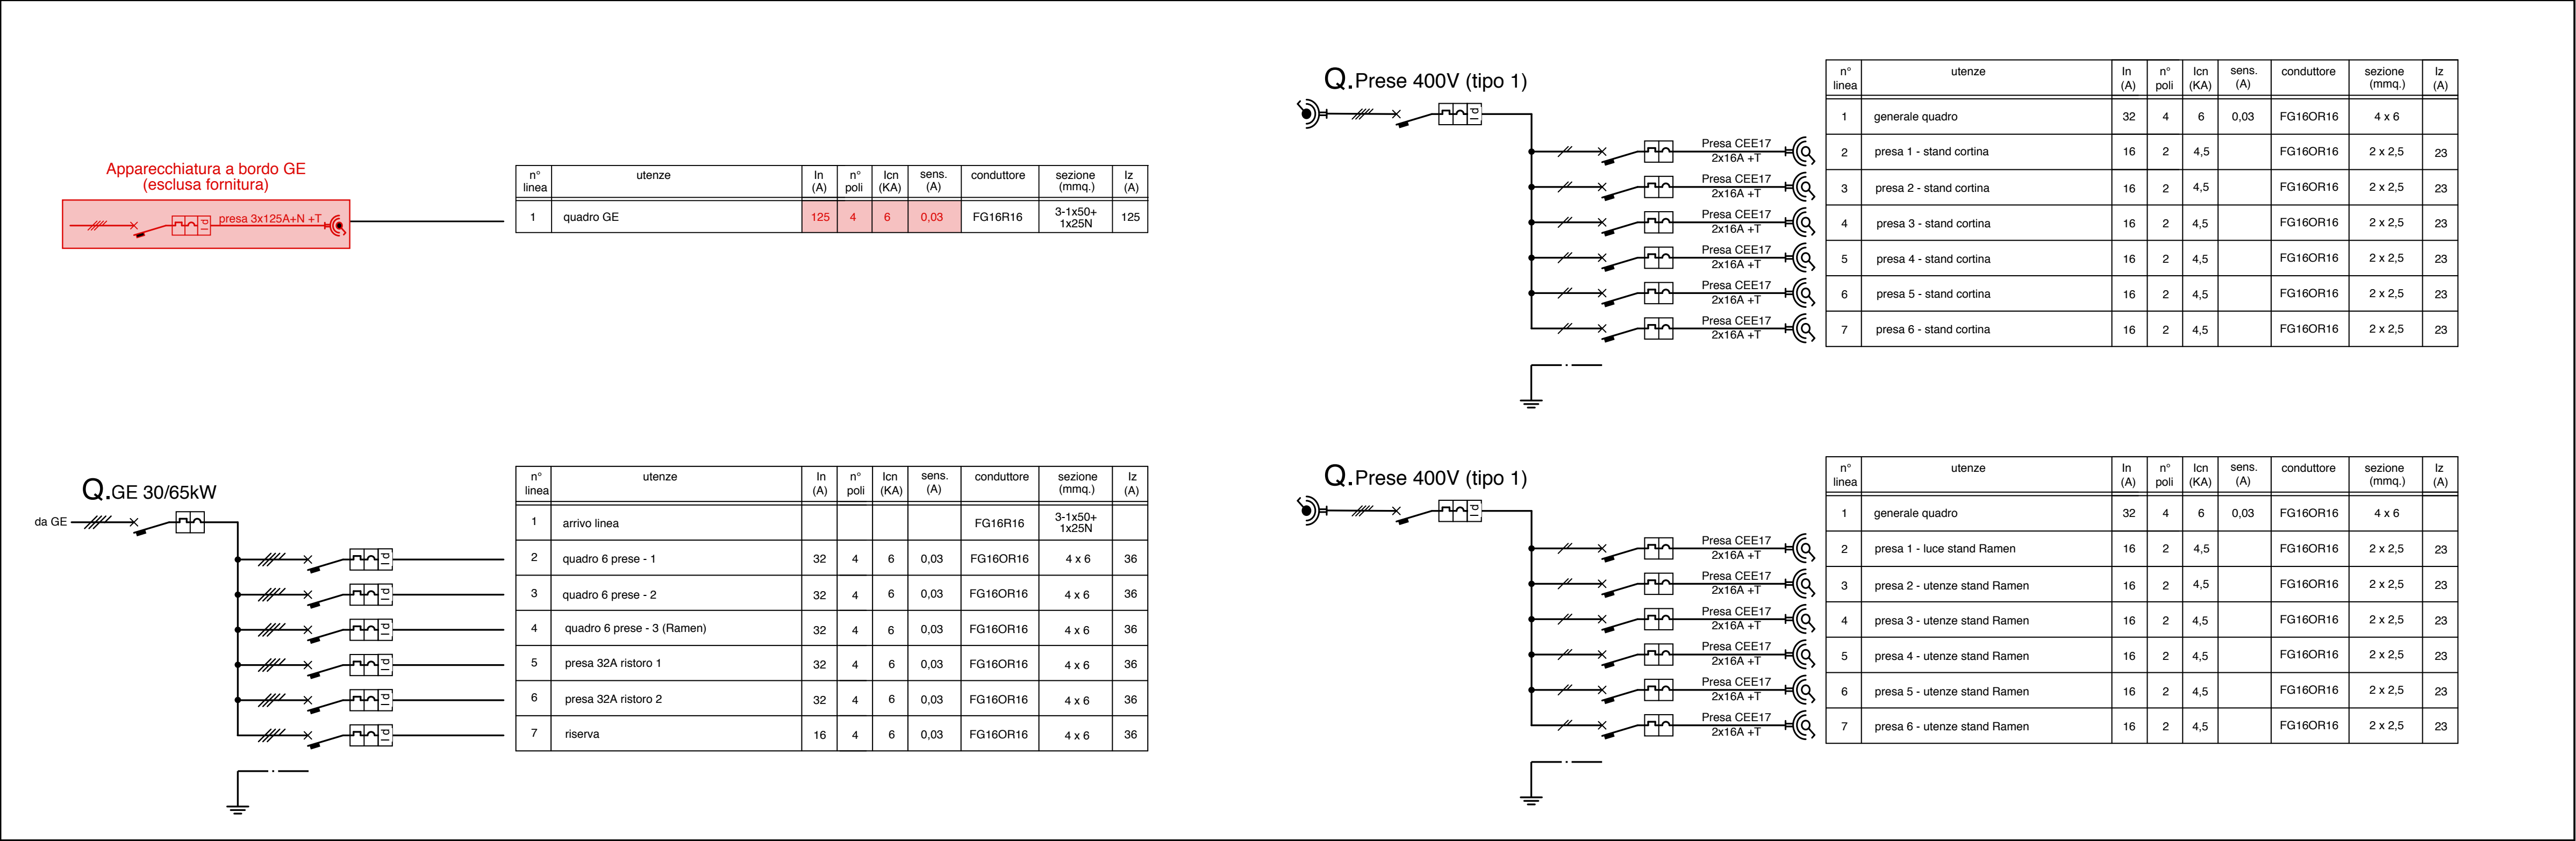 Apparecchiatura a bordo GE
(esclusa fornitura)
presa 3x125A+N +T
n° linea utenze In (A) n° poli Icn (KA) sens. (A) conduttore sezione (mmq.) Iz (A)
1 quadro GE 125 4 6 0,03 FG16R16 3-1x50+ 1x25N 125
Q.GE 30/65kW
da GE
n° linea utenze In (A) n° poli Icn (KA) sens. (A) conduttore sezione (mmq.) Iz (A)
1 arrivo linea FG16R16 3-1x50+ 1x25N
2 quadro 6 prese - 1 32 4 6 0,03 FG16OR16 4 x 6 36
3 quadro 6 prese - 2 32 4 6 0,03 FG16OR16 4 x 6 36
4 quadro 6 prese - 3 (Ramen) 32 4 6 0,03 FG16OR16 4 x 6 36
5 presa 32A ristoro 1 32 4 6 0,03 FG16OR16 4 x 6 36
6 presa 32A ristoro 2 32 4 6 0,03 FG16OR16 4 x 6 36
7 riserva 16 4 6 0,03 FG16OR16 4 x 6 36
Q.Prese 400V (tipo 1)
n° linea utenze In (A) n° poli Icn (KA) sens. (A) conduttore sezione (mmq.) Iz (A)
1 generale quadro 32 4 6 0,03 FG16OR16 4 x 6
Presa CEE17 2x16A +T 2 presa 1 - stand cortina 16 2 4,5 FG16OR16 2 x 2,5 23
Presa CEE17 2x16A +T 3 presa 2 - stand cortina 16 2 4,5 FG16OR16 2 x 2,5 23
Presa CEE17 2x16A +T 4 presa 3 - stand cortina 16 2 4,5 FG16OR16 2 x 2,5 23
Presa CEE17 2x16A +T 5 presa 4 - stand cortina 16 2 4,5 FG16OR16 2 x 2,5 23
Presa CEE17 2x16A +T 6 presa 5 - stand cortina 16 2 4,5 FG16OR16 2 x 2,5 23
Presa CEE17 2x16A +T 7 presa 6 - stand cortina 16 2 4,5 FG16OR16 2 x 2,5 23
Q.Prese 400V (tipo 1)
n° linea utenze In (A) n° poli Icn (KA) sens. (A) conduttore sezione (mmq.) Iz (A)
1 generale quadro 32 4 6 0,03 FG16OR16 4 x 6
Presa CEE17 2x16A +T 2 presa 1 - luce stand Ramen 16 2 4,5 FG16OR16 2 x 2,5 23
Presa CEE17 2x16A +T 3 presa 2 - utenze stand Ramen 16 2 4,5 FG16OR16 2 x 2,5 23
Presa CEE17 2x16A +T 4 presa 3 - utenze stand Ramen 16 2 4,5 FG16OR16 2 x 2,5 23
Presa CEE17 2x16A +T 5 presa 4 - utenze stand Ramen 16 2 4,5 FG16OR16 2 x 2,5 23
Presa CEE17 2x16A +T 6 presa 5 - utenze stand Ramen 16 2 4,5 FG16OR16 2 x 2,5 23
Presa CEE17 2x16A +T 7 presa 6 - utenze stand Ramen 16 2 4,5 FG16OR16 2 x 2,5 23